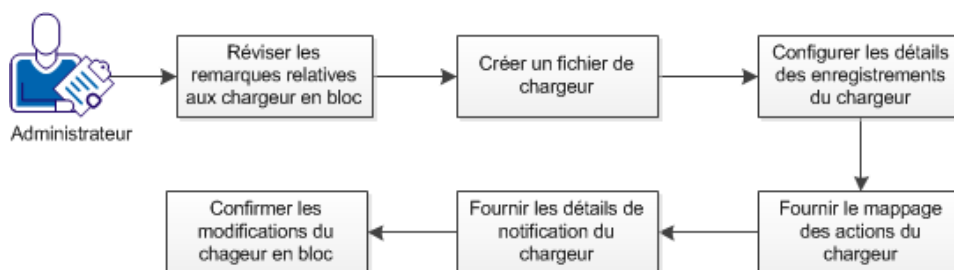 Réviser les
remarques relatives
aux chargeur en bloc
Créer un fichier de
chargeur
Configurer les détails
des enregistrements
du chargeur
Administrateur
Fournir le mappage
des actions du
chargeur
Fournir les détails de
notification du
chargeur
Confirmer les
modifications du
chageur en bloc